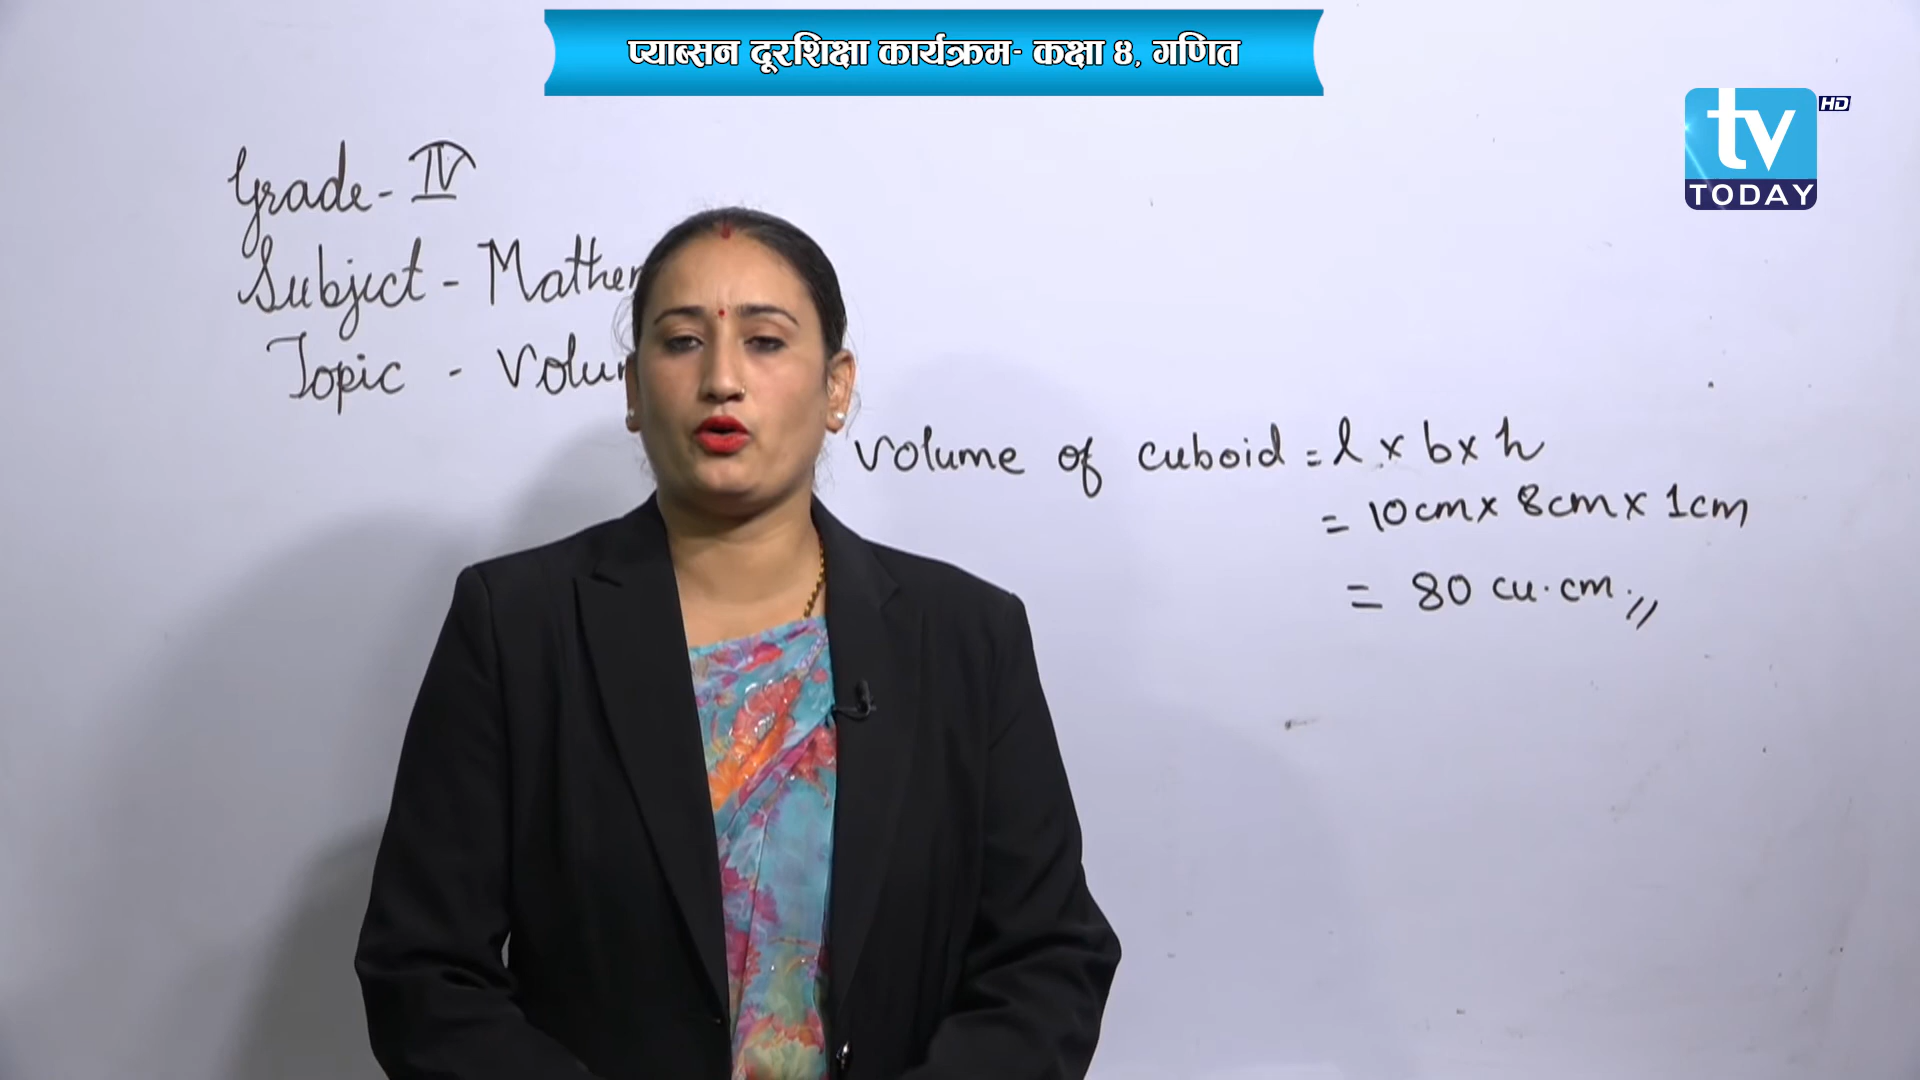 प्याब्सन दूरशिक्षा कार्यक्रम- कक्षा ४, गणित
tv HD
TODAY
Grade - IV
Subject - Mathe
Topic - Volu
Volume of cuboid = l x b x h
= 10cm x 8cm x 1cm
= 80 cu.cm.//